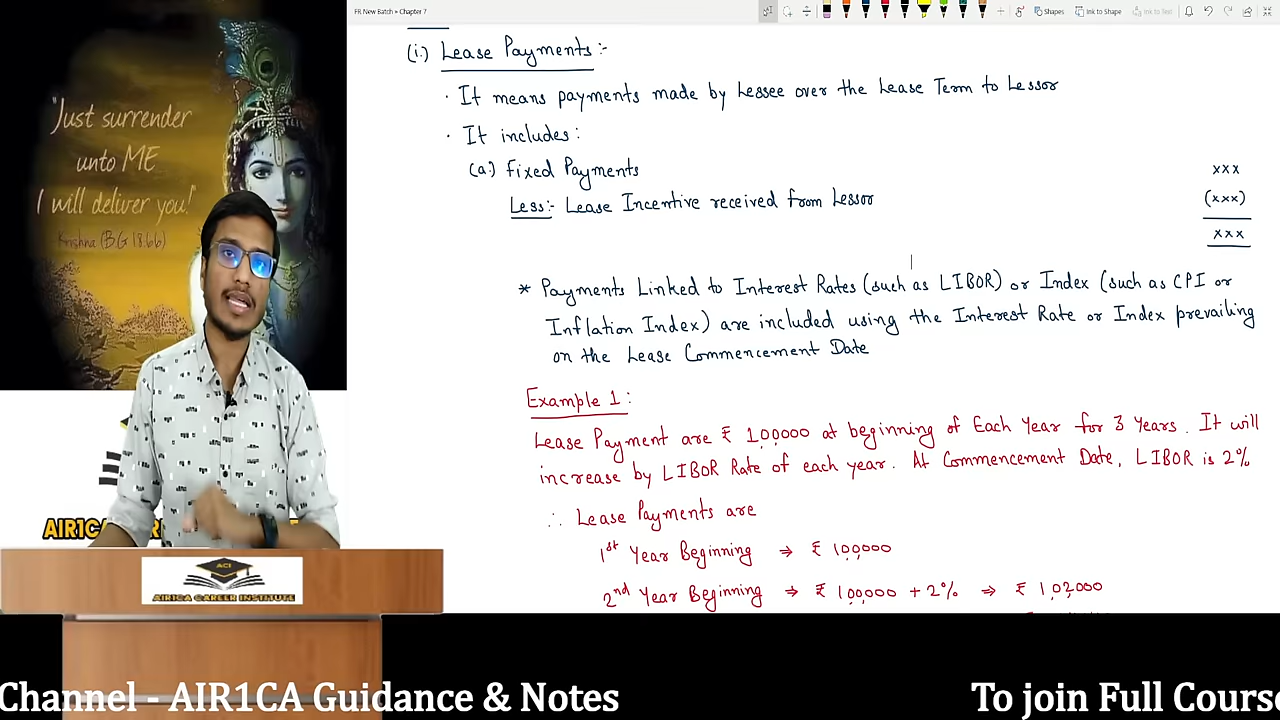 FR New Batch » Chapter 7
Shapes
Ink to Shape
Ink to Text
"Just surrender
unto ME
I will deliver you!"
Krishna (BG 18:66)
(i.) Lease Payments :-
· It means payments made by Lessee over the Lease Term to Lessor
· It includes:
(a.) Fixed Payments xxx
Less:- Lease Incentive received from Lessor (xxx)
xxx
* Payments Linked to Interest Rates (such as LIBOR) or Index (such as CPI or
Inflation Index) are included using the Interest Rate or Index prevailing
on the Lease Commencement Date
Example 1:
Lease Payment are ₹ 1,00,000 at beginning of Each Year for 3 Years. It will
increase by LIBOR Rate of each year. At Commencement Date, LIBOR is 2%
∴ Lease Payments are
1st Year Beginning → ₹ 1,00,000
2nd Year Beginning → ₹ 1,00,000 + 2% → ₹ 1,02,000
AIR1CA
ACI
AIR1CA CAREER INSTITUTE
Channel - AIR1CA Guidance & Notes
To join Full Cours